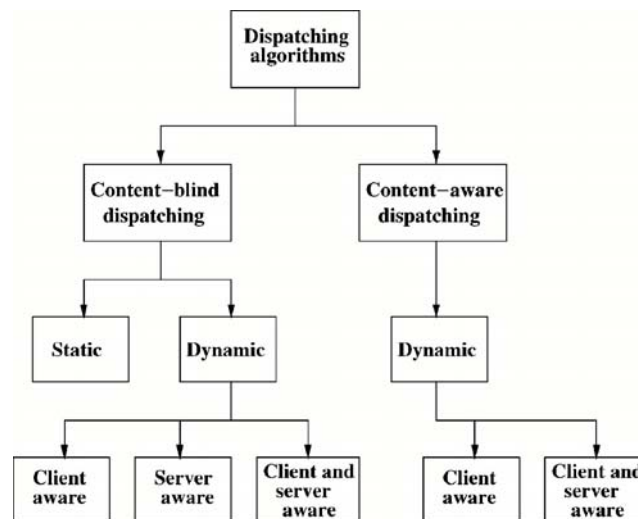 Dispatching
algorithms
Content-blind
dispatching
Content-aware
dispatching
Static
Dynamic
Dynamic
Client
aware
Server
aware
Client and
server
aware
Client
aware
Client and
server
aware